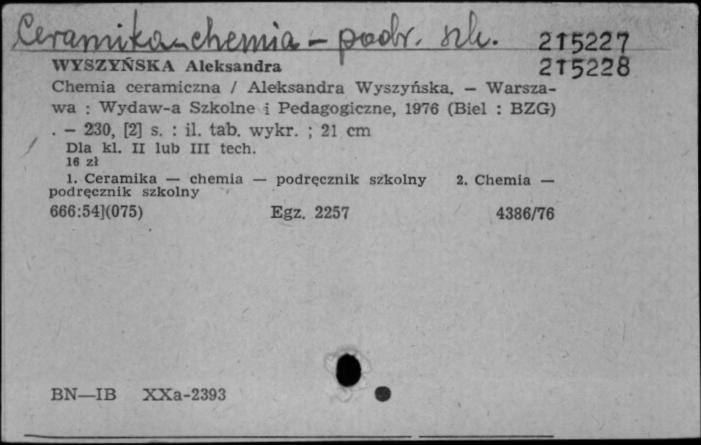 Ceramika-chemia – podr. szk. 215227
WYSZYŃSKA Aleksandra 215228
Chemia ceramiczna / Aleksandra Wyszyńska. — Warsza-
wa : Wydaw-a Szkolne i Pedagogiczne, 1976 (Biel : BZG)
. — 230, [2] s. : il. tab. wykr. ; 21 cm
Dla kl. II lub III tech.
16 zł
1. Ceramika — chemia — podręcznik szkolny 2. Chemia —
podręcznik szkolny
666:54](075) Egz. 2257 4386/76
BN—IB XXa-2393